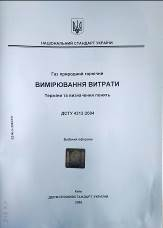 НАЦІОНАЛЬНИЙ СТАНДАРТ УКРАЇНИ
Газ природний горючий
ВИМІРЮВАННЯ ВИТРАТИ
Терміни та визначення понять
ДСТУ 4313:2004
Видання офіційне
Київ
ДЕРЖСПОЖИВСТАНДАРТ УКРАЇНИ